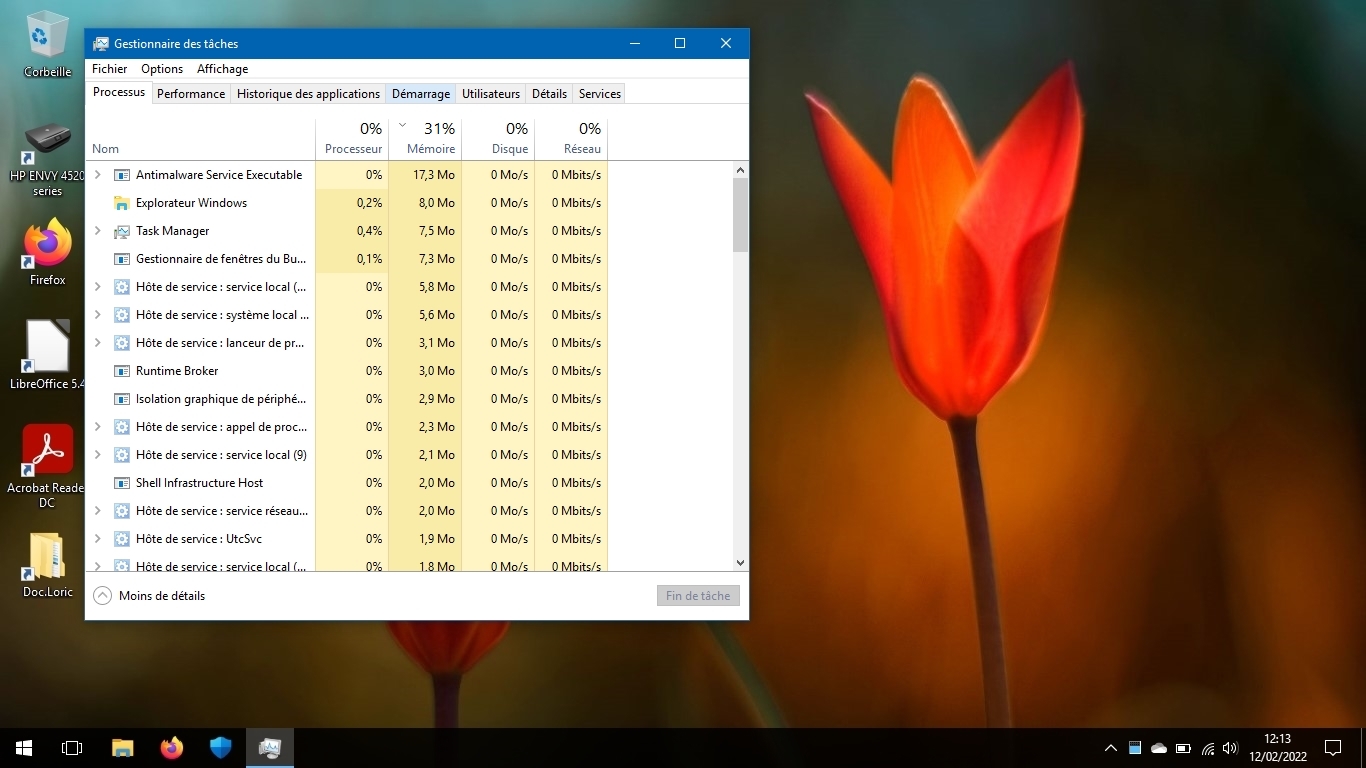 Corbeille
HP ENVY 4520
series
Firefox
LibreOffice 5.4
Acrobat Reade
DC
Doc.Loric
Gestionnaire des tâches
Fichier Options Affichage
Processus Performance Historique des applications Démarrage Utilisateurs Détails Services
0% 31% 0% 0%
Nom Processeur Mémoire Disque Réseau
Antimalware Service Executable 0% 17,3 Mo 0 Mo/s 0 Mbits/s
Explorateur Windows 0,2% 8,0 Mo 0 Mo/s 0 Mbits/s
Task Manager 0,4% 7,5 Mo 0 Mo/s 0 Mbits/s
Gestionnaire de fenêtres du Bu... 0,1% 7,3 Mo 0 Mo/s 0 Mbits/s
Hôte de service : service local (... 0% 5,8 Mo 0 Mo/s 0 Mbits/s
Hôte de service : système local ... 0% 5,6 Mo 0 Mo/s 0 Mbits/s
Hôte de service : lanceur de pr... 0% 3,1 Mo 0 Mo/s 0 Mbits/s
Runtime Broker 0% 3,0 Mo 0 Mo/s 0 Mbits/s
Isolation graphique de périphé... 0% 2,9 Mo 0 Mo/s 0 Mbits/s
Hôte de service : appel de proc... 0% 2,3 Mo 0 Mo/s 0 Mbits/s
Hôte de service : service local (9) 0% 2,1 Mo 0 Mo/s 0 Mbits/s
Shell Infrastructure Host 0% 2,0 Mo 0 Mo/s 0 Mbits/s
Hôte de service : service réseau... 0% 2,0 Mo 0 Mo/s 0 Mbits/s
Hôte de service : UtcSvc 0% 1,9 Mo 0 Mo/s 0 Mbits/s
Hôte de service : service local (... 0% 1,8 Mo 0 Mo/s 0 Mbits/s
Moins de détails Fin de tâche
12:13
12/02/2022